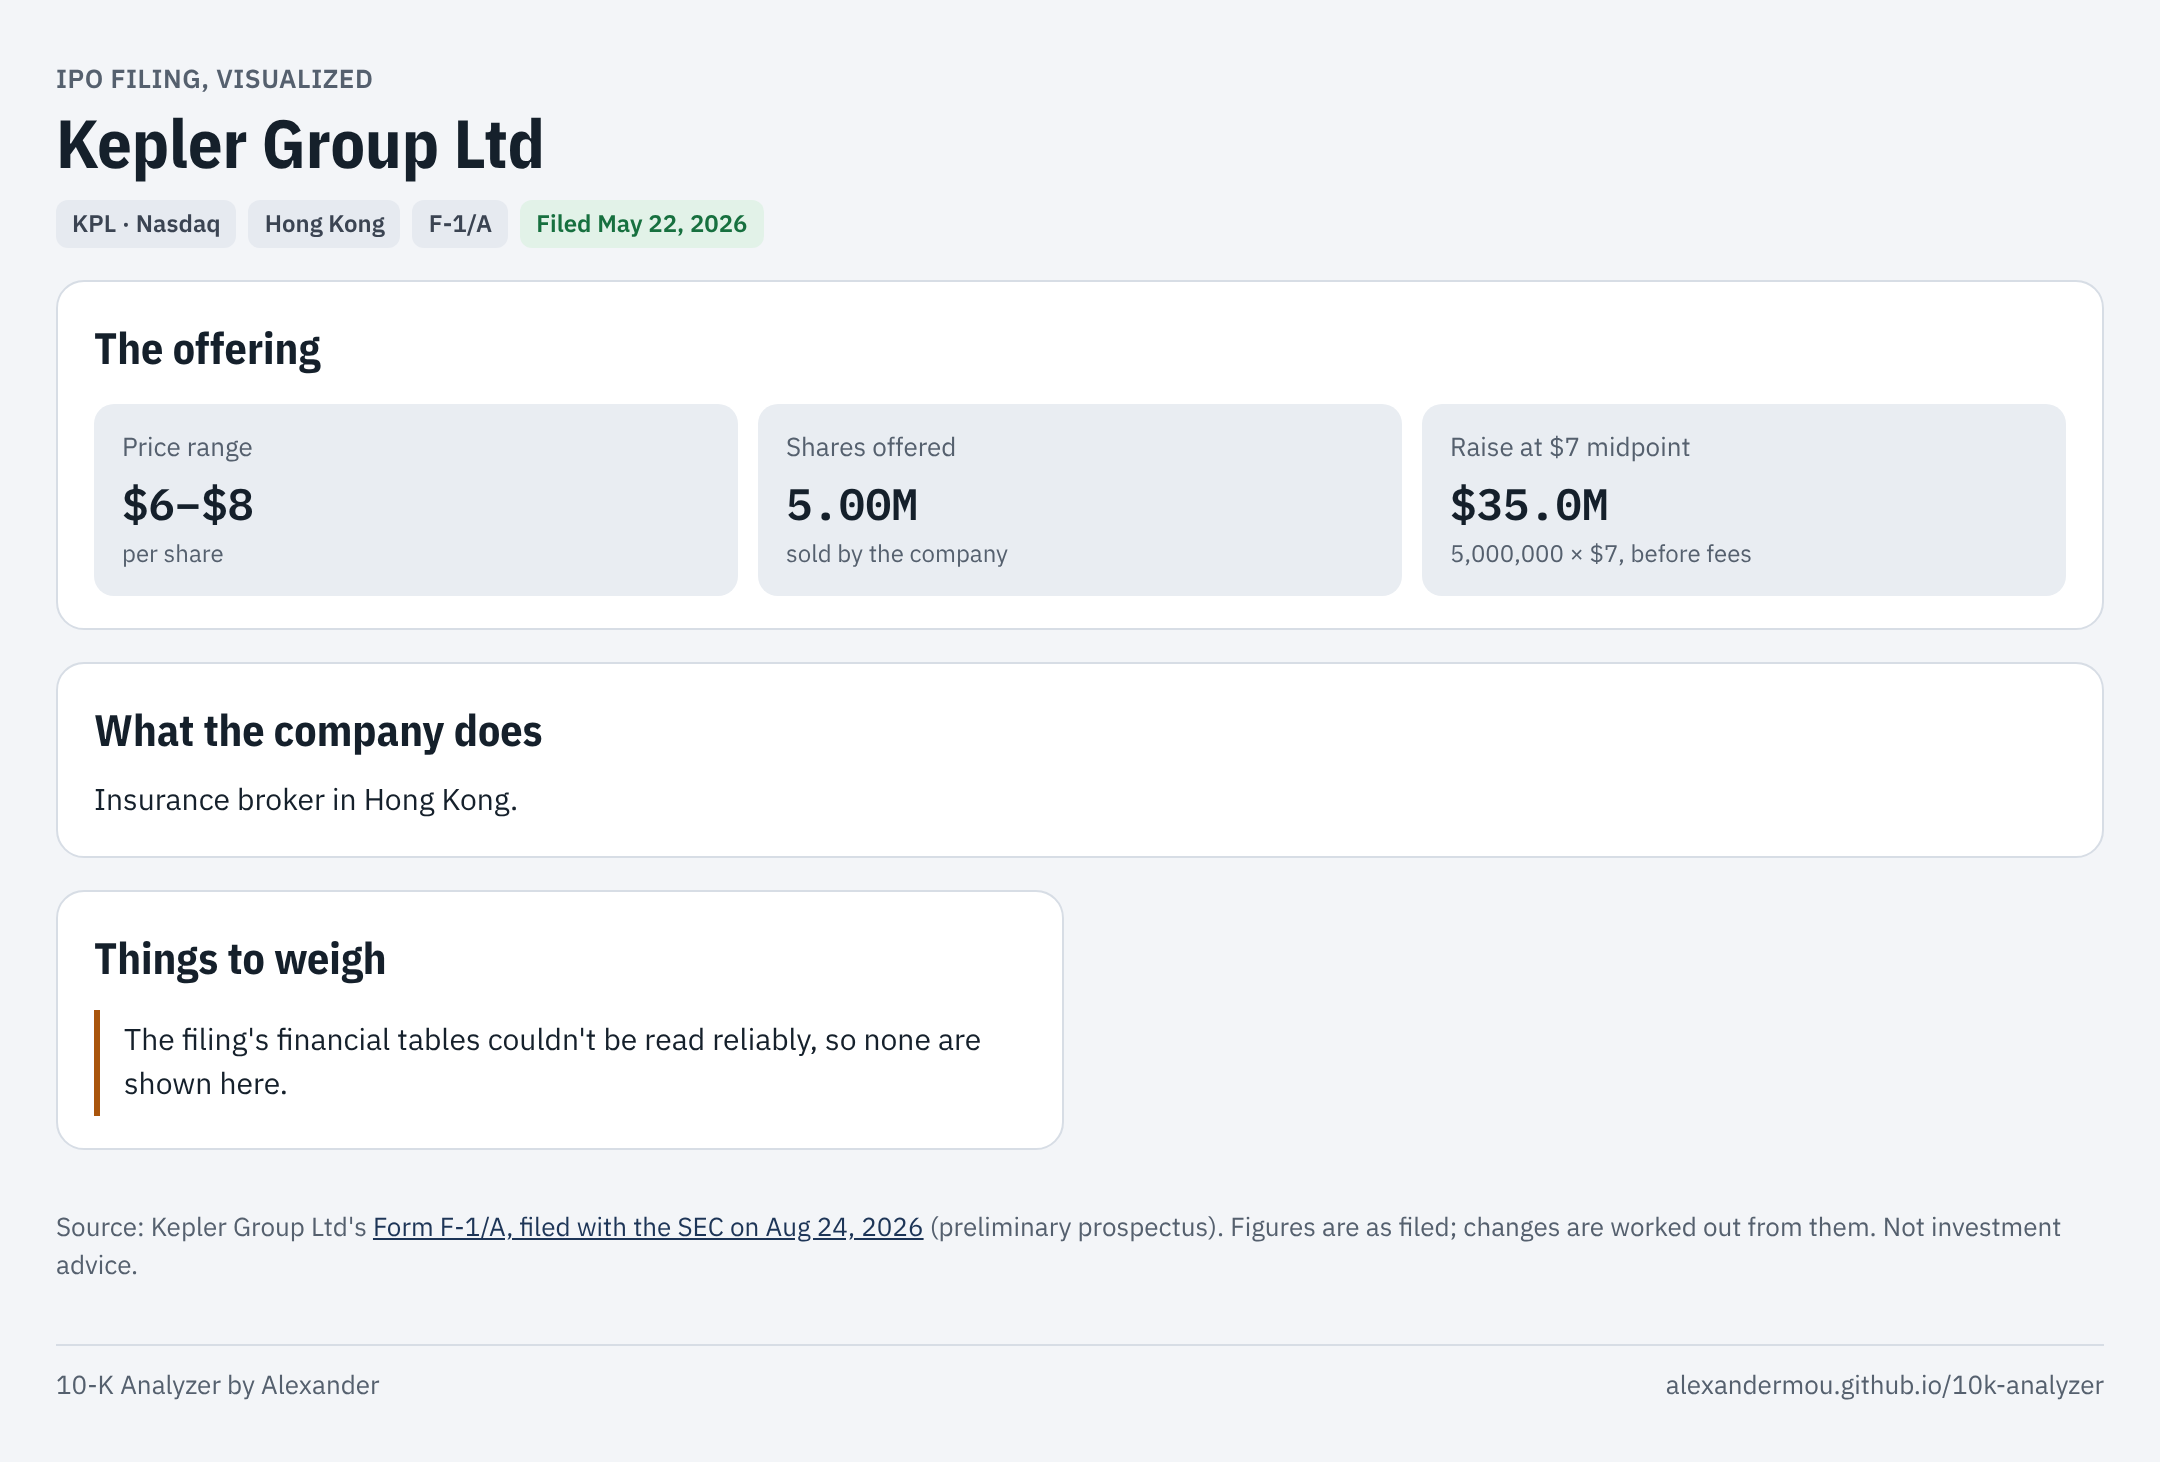 IPO FILING, VISUALIZED
Kepler Group Ltd
KPL · Nasdaq
Hong Kong
F-1/A
Filed May 22, 2026
The offering
Price range
$6–$8
per share
Shares offered
5.00M
sold by the company
Raise at $7 midpoint
$35.0M
5,000,000 × $7, before fees
What the company does
Insurance broker in Hong Kong.
Things to weigh
The filing's financial tables couldn't be read reliably, so none are
shown here.
Source: Kepler Group Ltd's Form F-1/A, filed with the SEC on Aug 24, 2026 (preliminary prospectus). Figures are as filed; changes are worked out from them. Not investment
advice.
10-K Analyzer by Alexander
alexandermou.github.io/10k-analyzer